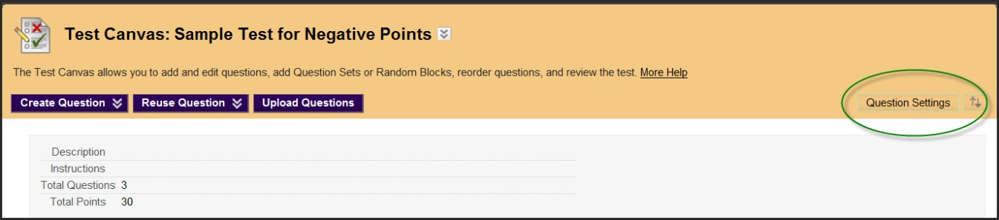 Test Canvas: Sample Test for Negative Points
The Test Canvas allows you to add and edit questions, add Question Sets or Random Blocks, reorder questions, and review the test. More Help
Create Question Reuse Question Upload Questions Question Settings
Description
Instructions
Total Questions 3
Total Points 30